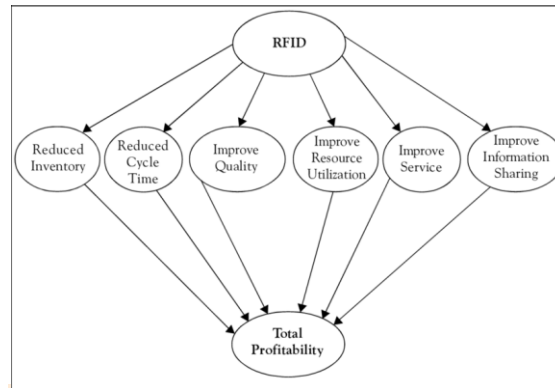 RFID
Reduced
Inventory
Reduced
Cycle
Time
Improve
Quality
Improve
Resource
Utilization
Improve
Service
Improve
Information
Sharing
Total
Profitability